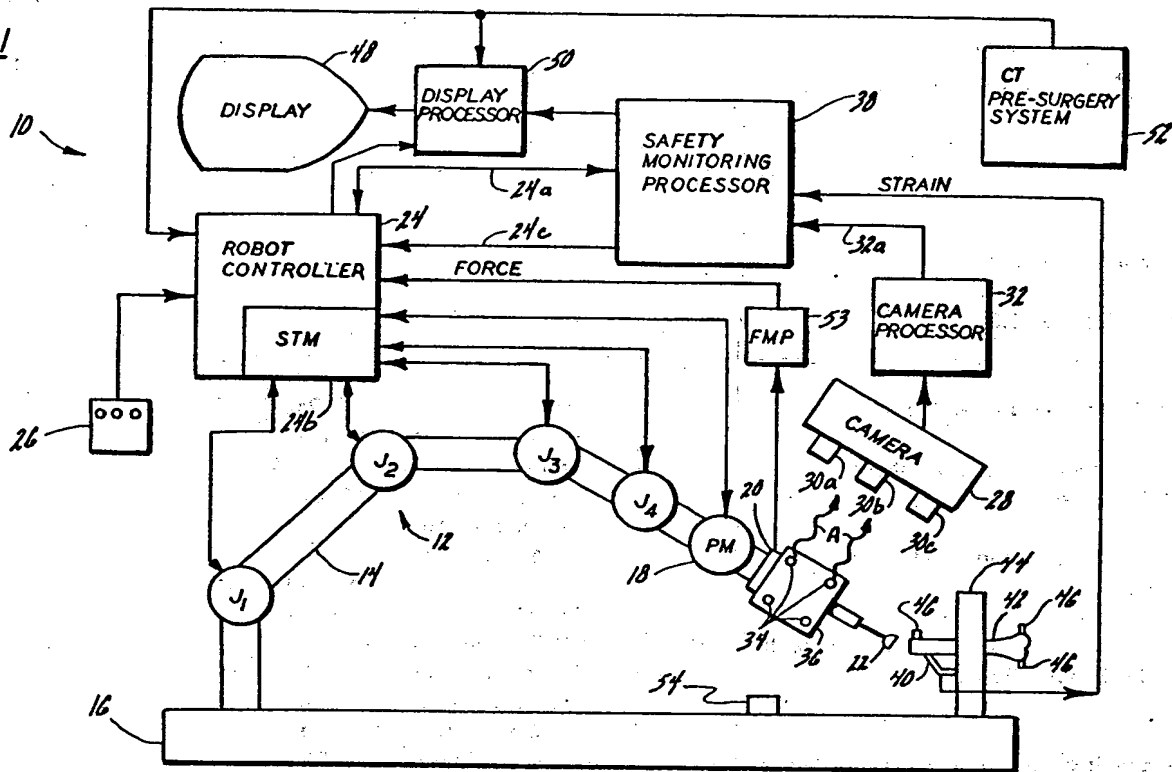 1
48
50
38
52
10
DISPLAY
DISPLAY
PROCESSOR
SAFETY
MONITORING
PROCESSOR
CT
PRE-SURGERY
SYSTEM
24a
STRAIN
24
24c
32a
ROBOT
CONTROLLER
FORCE
STM
53
32
FMP
CAMERA
PROCESSOR
26
24b
J2
J3
J4
CAMERA
30a
30b
30c
28
20
12
PM
A
18
44
14
J1
34
36
22
46
42
46
40
46
54
16